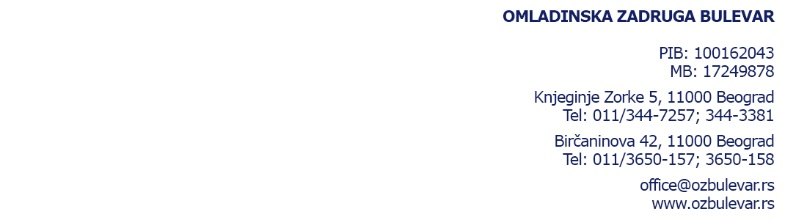 OMLADINSKA ZADRUGA BULEVAR
PIB: 100162043
MB: 17249878
Knjeginje Zorke 5, 11000 Beograd
Tel: 011/344-7257; 344-3381
Birčaninova 42, 11000 Beograd
Tel: 011/3650-157; 3650-158
office@ozbulevar.rs
www.ozbulevar.rs